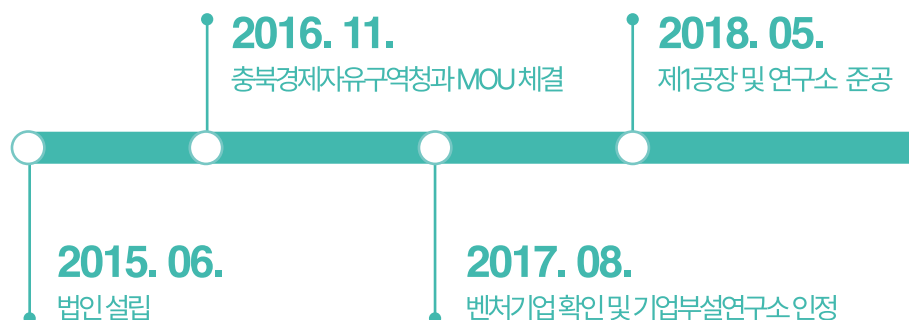 2016. 11.
충북경제자유구역청과 MOU 체결
2018. 05.
제1공장 및 연구소 준공
2015. 06.
법인 설립
2017. 08.
벤처기업 확인 및 기업부설연구소 인정